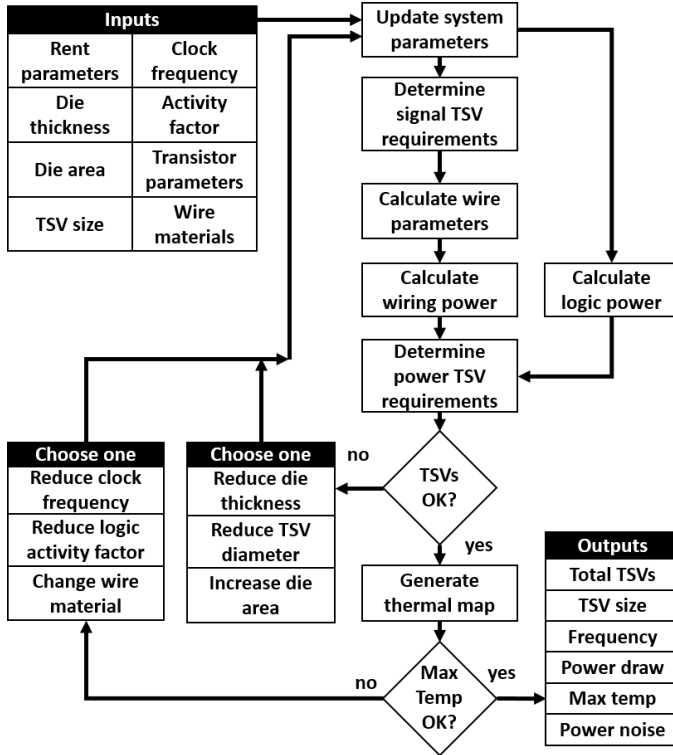 Inputs
Rent
parameters
Clock
frequency
Die
thickness
Activity
factor
Die area
Transistor
parameters
TSV size
Wire
materials
Update system
parameters
Determine
signal TSV
requirements
Calculate wire
parameters
Calculate
wiring power
Calculate
logic power
Determine
power TSV
requirements
TSVs
OK?
no
yes
Choose one
Reduce clock
frequency
Reduce logic
activity factor
Change wire
material
Choose one
Reduce die
thickness
Reduce TSV
diameter
Increase die
area
Generate
thermal map
Max
Temp
OK?
no
yes
Outputs
Total TSVs
TSV size
Frequency
Power draw
Max temp
Power noise